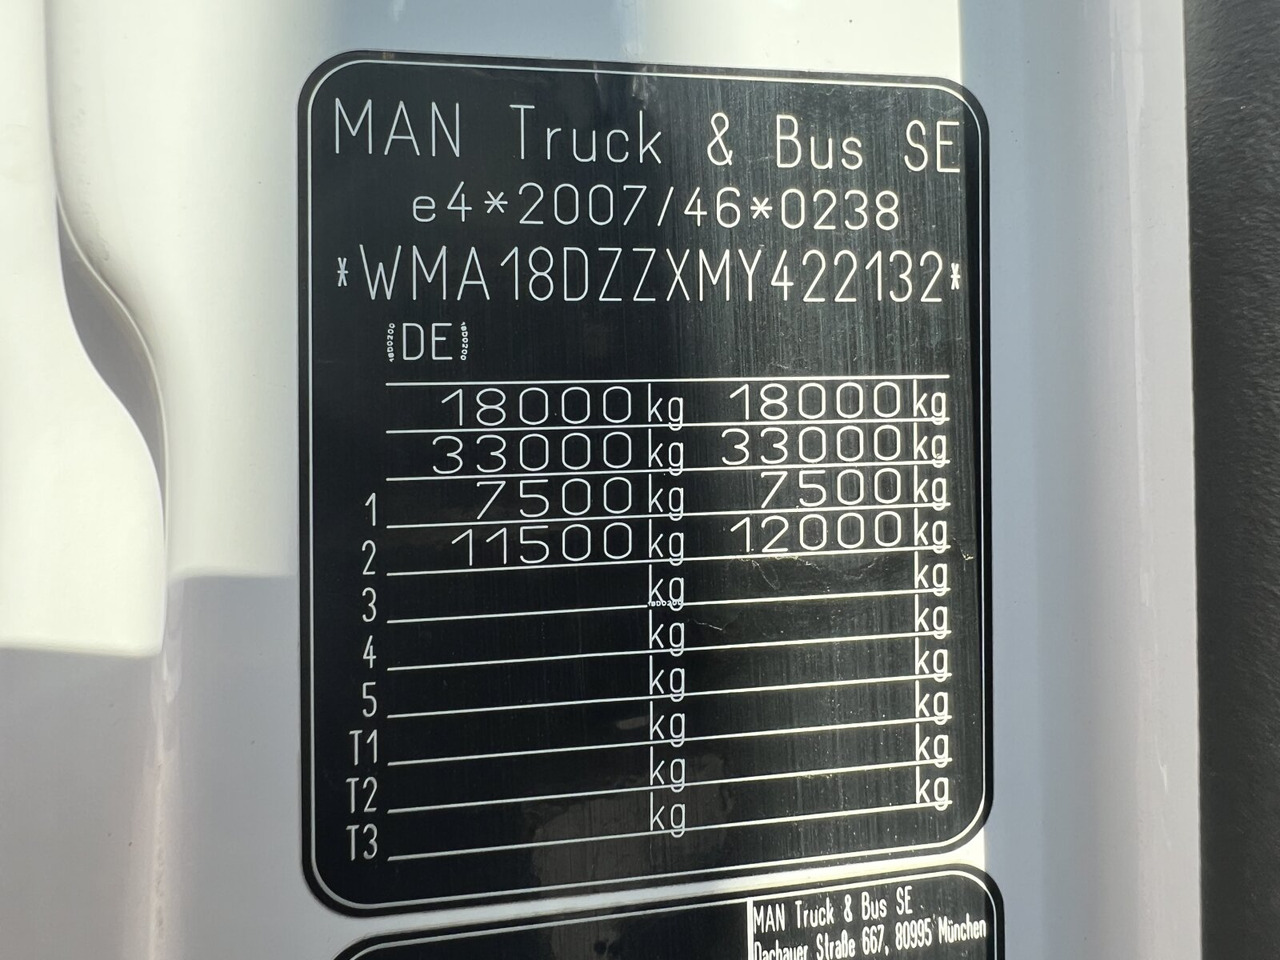 MAN Truck & Bus SE
e4*2007/46*0238
*WMA18DZZXMY422132*
DE
18000 kg 18000 kg
33000 kg 33000 kg
1 7500 kg 7500 kg
2 11500 kg 12000 kg
3 kg kg
4 kg kg
5 kg kg
T1 kg kg
T2 kg kg
T3 kg kg
MAN Truck & Bus SE
Dachauer Straße 667, 80995 München